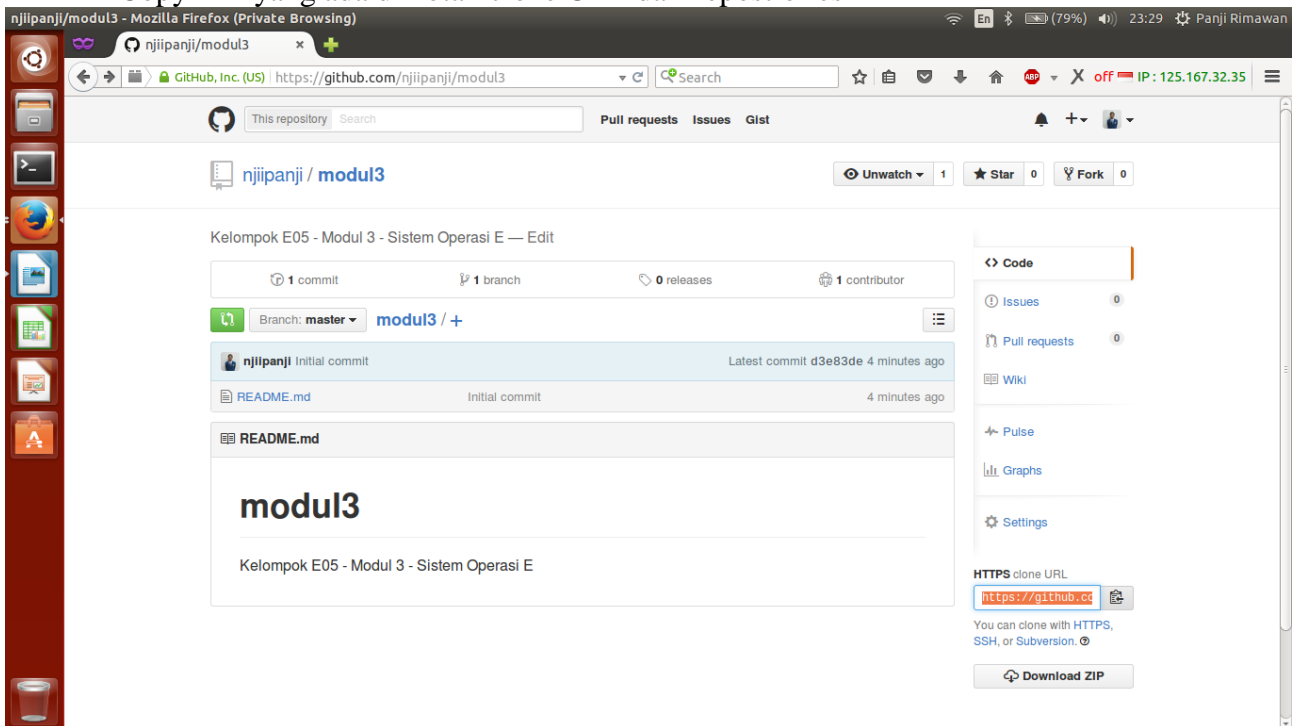 njiipanji/modul3 - Mozilla Firefox (Private Browsing) En (79%) 23:29 Panji Rimawan
njiipanji/modul3 ×
GitHub, Inc. (US) https://github.com/njiipanji/modul3 Search ABP off IP : 125.167.32.35
This repository Search Pull requests Issues Gist
njiipanji / modul3 Unwatch 1 Star 0 Fork 0
Kelompok E05 - Modul 3 - Sistem Operasi E — Edit
1 commit 1 branch 0 releases 1 contributor
Branch: master modul3 / +
njiipanji Initial commit Latest commit d3e83de 4 minutes ago
README.md Initial commit 4 minutes ago
README.md
modul3
Kelompok E05 - Modul 3 - Sistem Operasi E
Code
Issues 0
Pull requests 0
Wiki
Pulse
Graphs
Settings
HTTPS clone URL
https://github.cc
You can clone with HTTPS,
SSH, or Subversion.
Download ZIP